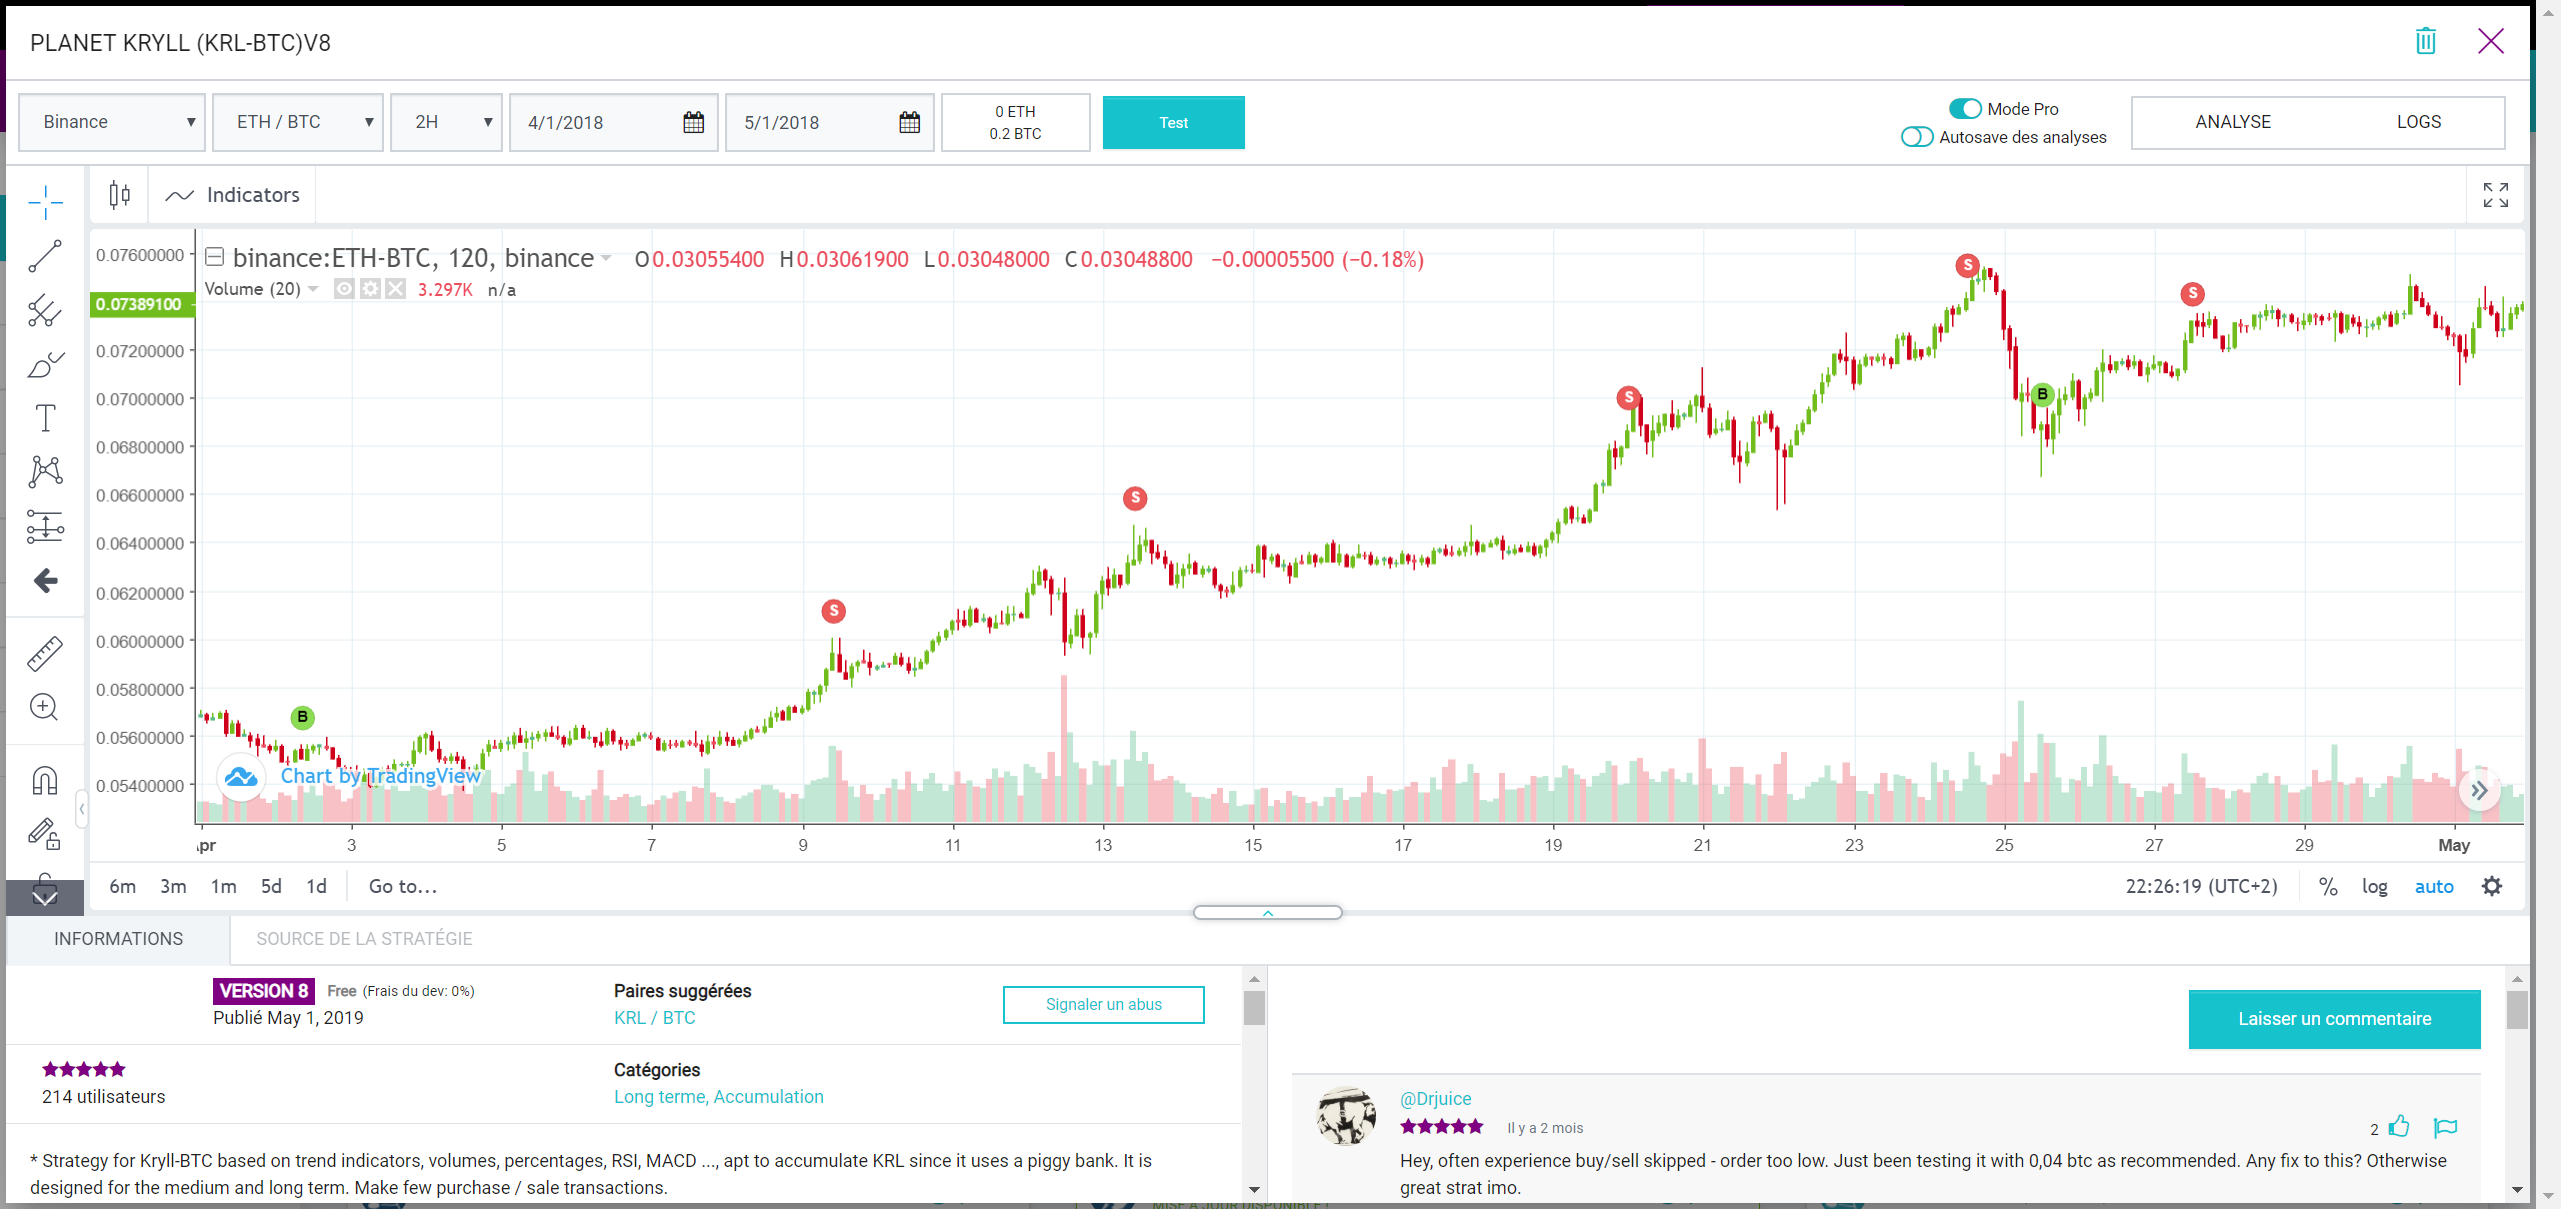 PLANET KRYLL (KRL-BTC)V8
Binance ETH / BTC 2H 4/1/2018 5/1/2018
0 ETH
0.2 BTC
Test
Mode Pro
Autosave des analyses
ANALYSE LOGS
Indicators
binance:ETH-BTC, 120, binance O0.03055400 H0.03061900 L0.03048000 C0.03048800 −0.00005500 (−0.18%)
Volume (20) 3.297K n/a
0.07600000
0.07389100
0.07200000
0.07000000
0.06800000
0.06600000
0.06400000
0.06200000
0.06000000
0.05800000
0.05600000
0.05400000
B
S
S
S
S
B
S
Chart by TradingView
3 5 7 9 11 13 15 17 19 21 23 25 27 29 May
6m 3m 1m 5d 1d Go to...
22:26:19 (UTC+2) % log auto
INFORMATIONS SOURCE DE LA STRATÉGIE
VERSION 8 Free (Frais du dev: 0%)
Publié May 1, 2019
Paires suggérées
KRL / BTC
Signaler un abus
214 utilisateurs
Catégories
Long terme, Accumulation
* Strategy for Kryll-BTC based on trend indicators, volumes, percentages, RSI, MACD ..., apt to accumulate KRL since it uses a piggy bank. It is
designed for the medium and long term. Make few purchase / sale transactions.
Laisser un commentaire
@Drjuice
Il y a 2 mois
2
Hey, often experience buy/sell skipped - order too low. Just been testing it with 0,04 btc as recommended. Any fix to this? Otherwise
great strat imo.